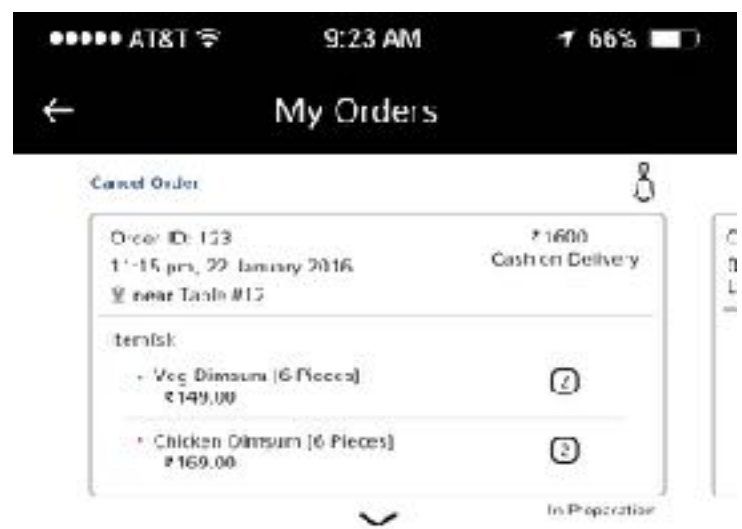 AT&T 9:23 AM 66%
My Orders
Cancel Order
Order ID: 123 ₹1600
11:15 pm, 22 January 2016 Cash on Delivery
near Table #12
Item(s):
Veg Dimsum [6 Pieces] 2
₹149.00
Chicken Dimsum [6 Pieces] 2
₹169.00
In Preparation